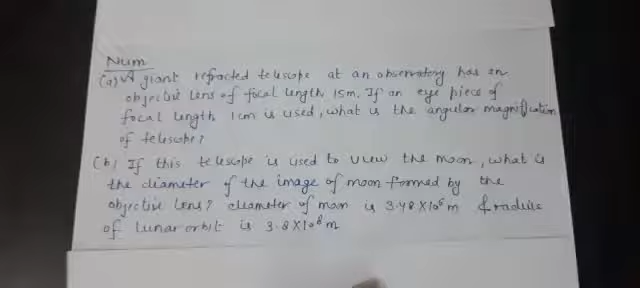 Num
(a) A giant refracted telescope at an observatory has an
objective lens of focal length 15m. If an eye piece of
focal length 1cm is used, what is the angular magnification
of telescope?
(b) If this telescope is used to view the moon, what is
the diameter of the image of moon formed by the
objective lens? diameter of moon is 3.48 X10⁶ m & radius
of lunar orbit is 3.8X10⁸ m